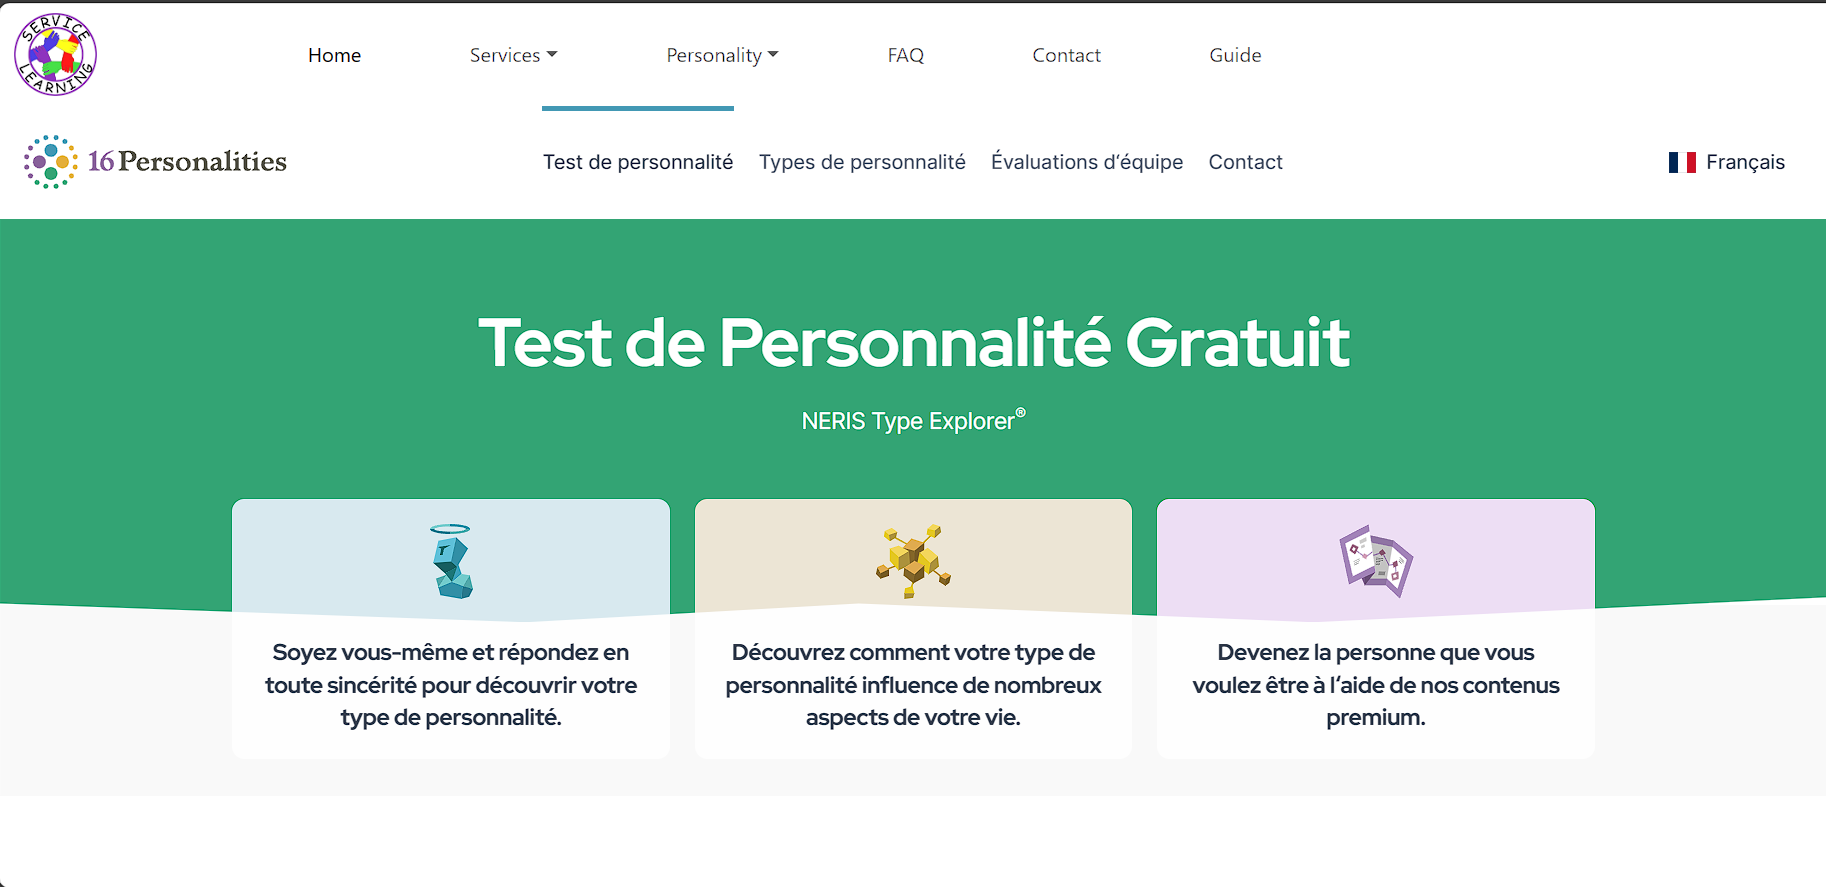 SERVICE LEARNING
Home Services Personality FAQ Contact Guide
16Personalities
Test de personnalité Types de personnalité Évaluations d‘équipe Contact
Français
Test de Personnalité Gratuit
NERIS Type Explorer®
T
Soyez vous-même et répondez en
toute sincérité pour découvrir votre
type de personnalité.
Découvrez comment votre type de
personnalité influence de nombreux
aspects de votre vie.
Devenez la personne que vous
voulez être à l‘aide de nos contenus
premium.